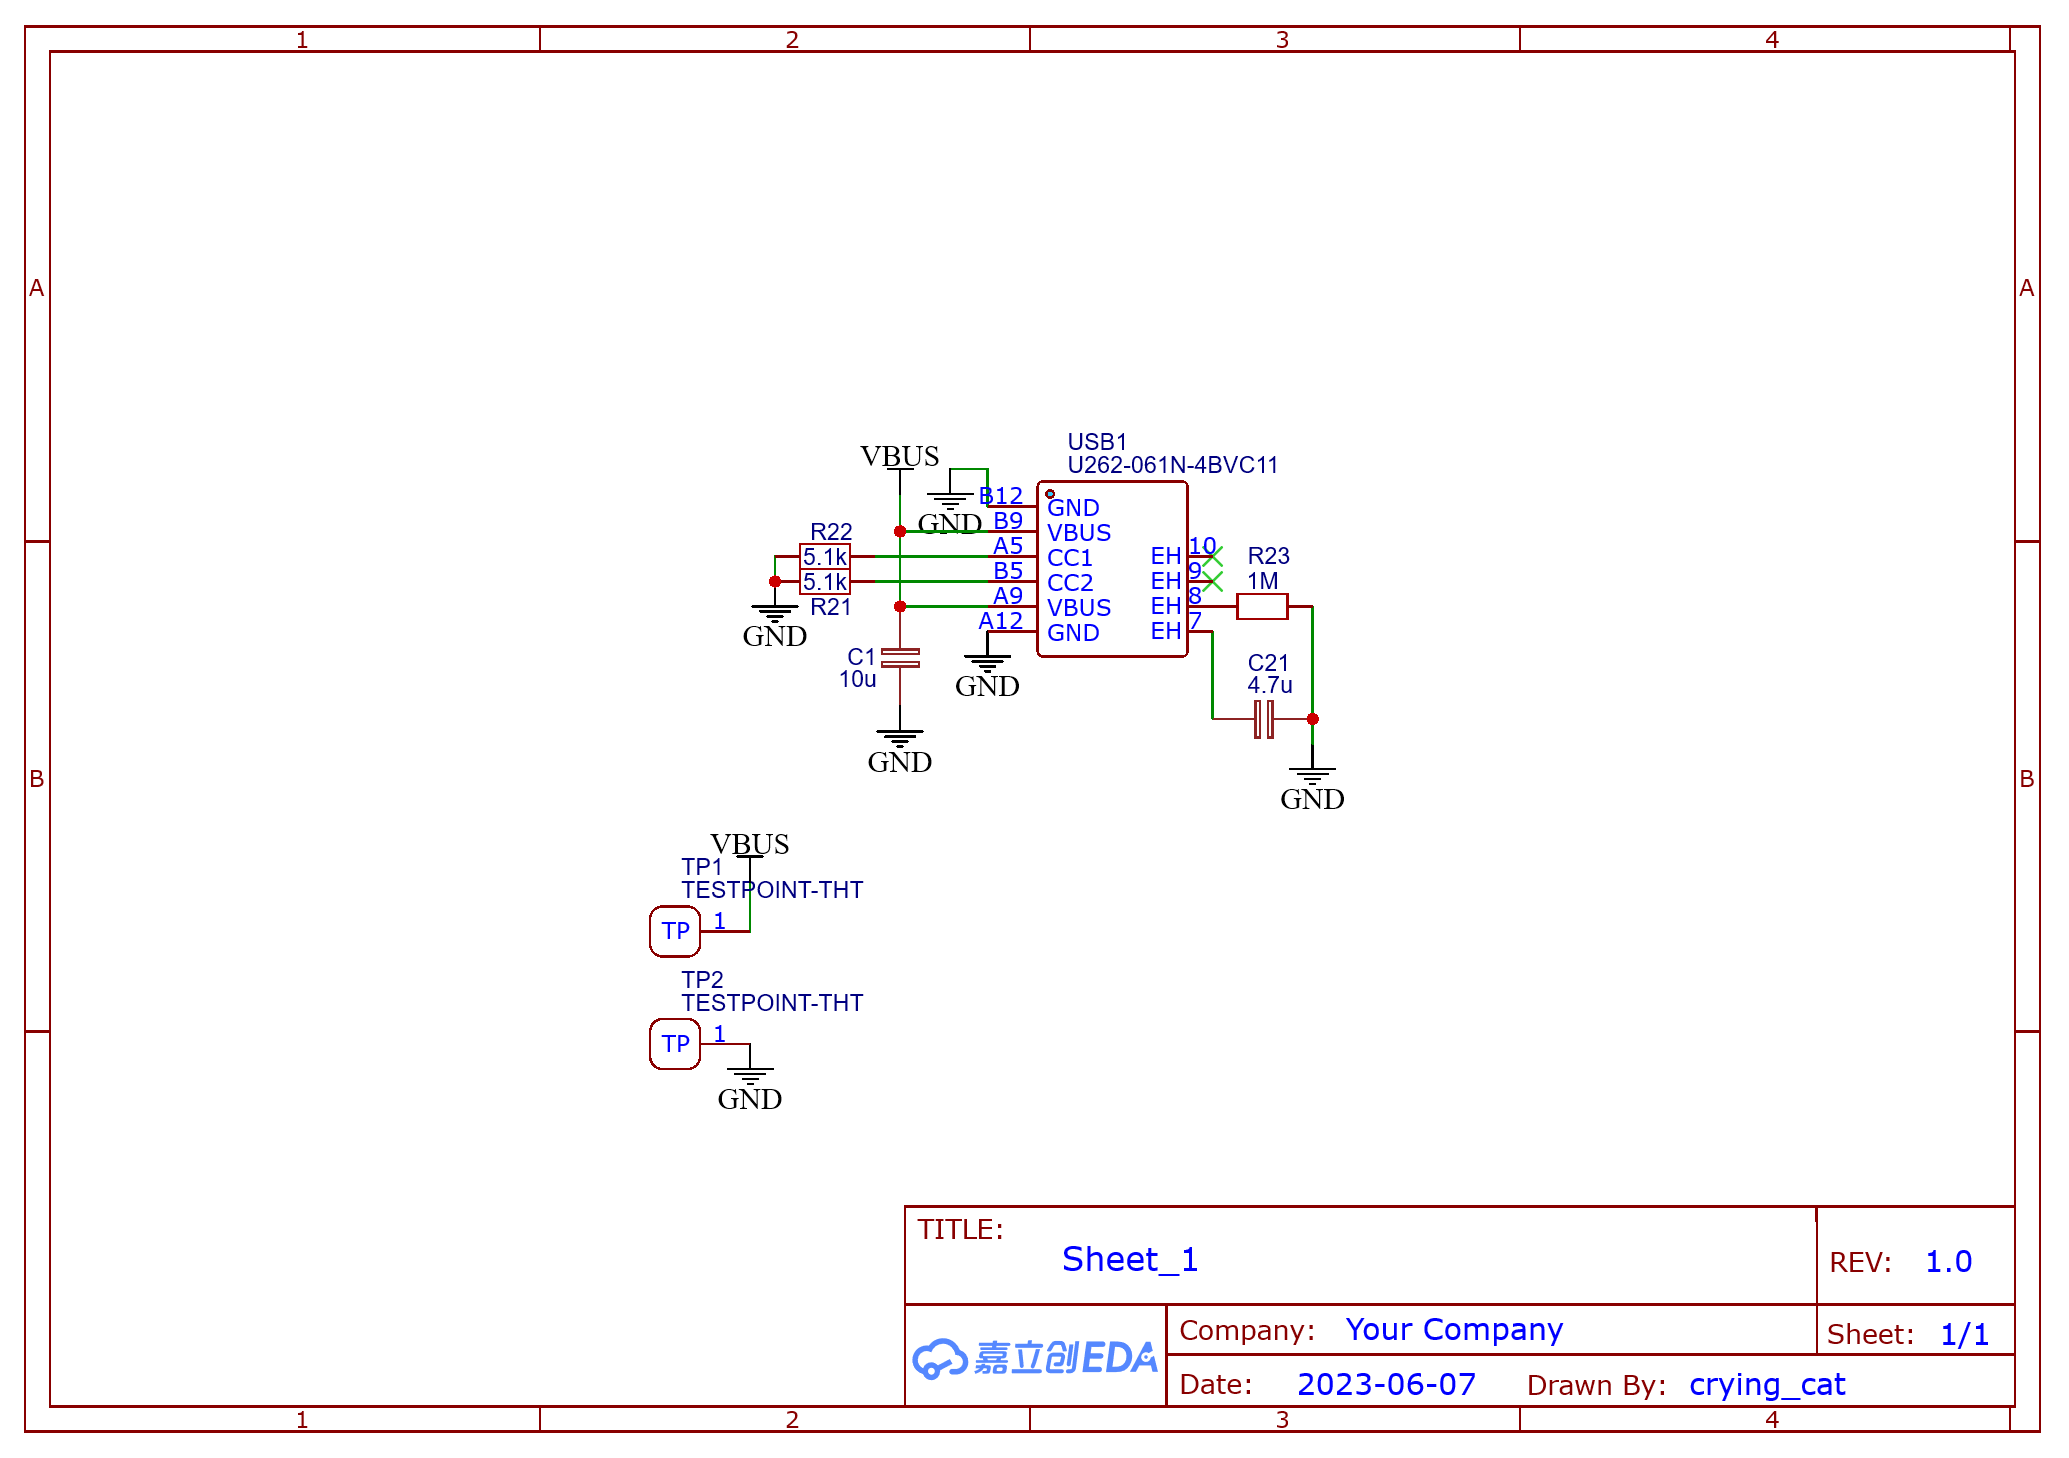 1 2 3 4
A A
USB1
U262-061N-4BVC11
VBUS
GND
B12
GND
B9
VBUS
R22
5.1k
A5
CC1
EH
10
R23
5.1k
B5
CC2
EH
9
1M
R21
A9
VBUS
EH
8
A12
GND
EH
7
GND
C1
10u
GND
C21
4.7u
GND
GND
B B
VBUS
TP1
TESTPOINT-THT
TP 1
TP2
TESTPOINT-THT
TP 1
GND
TITLE:
Sheet_1
REV: 1.0
嘉立创EDA
Company: Your Company
Sheet: 1/1
Date: 2023-06-07 Drawn By: crying_cat
1 2 3 4